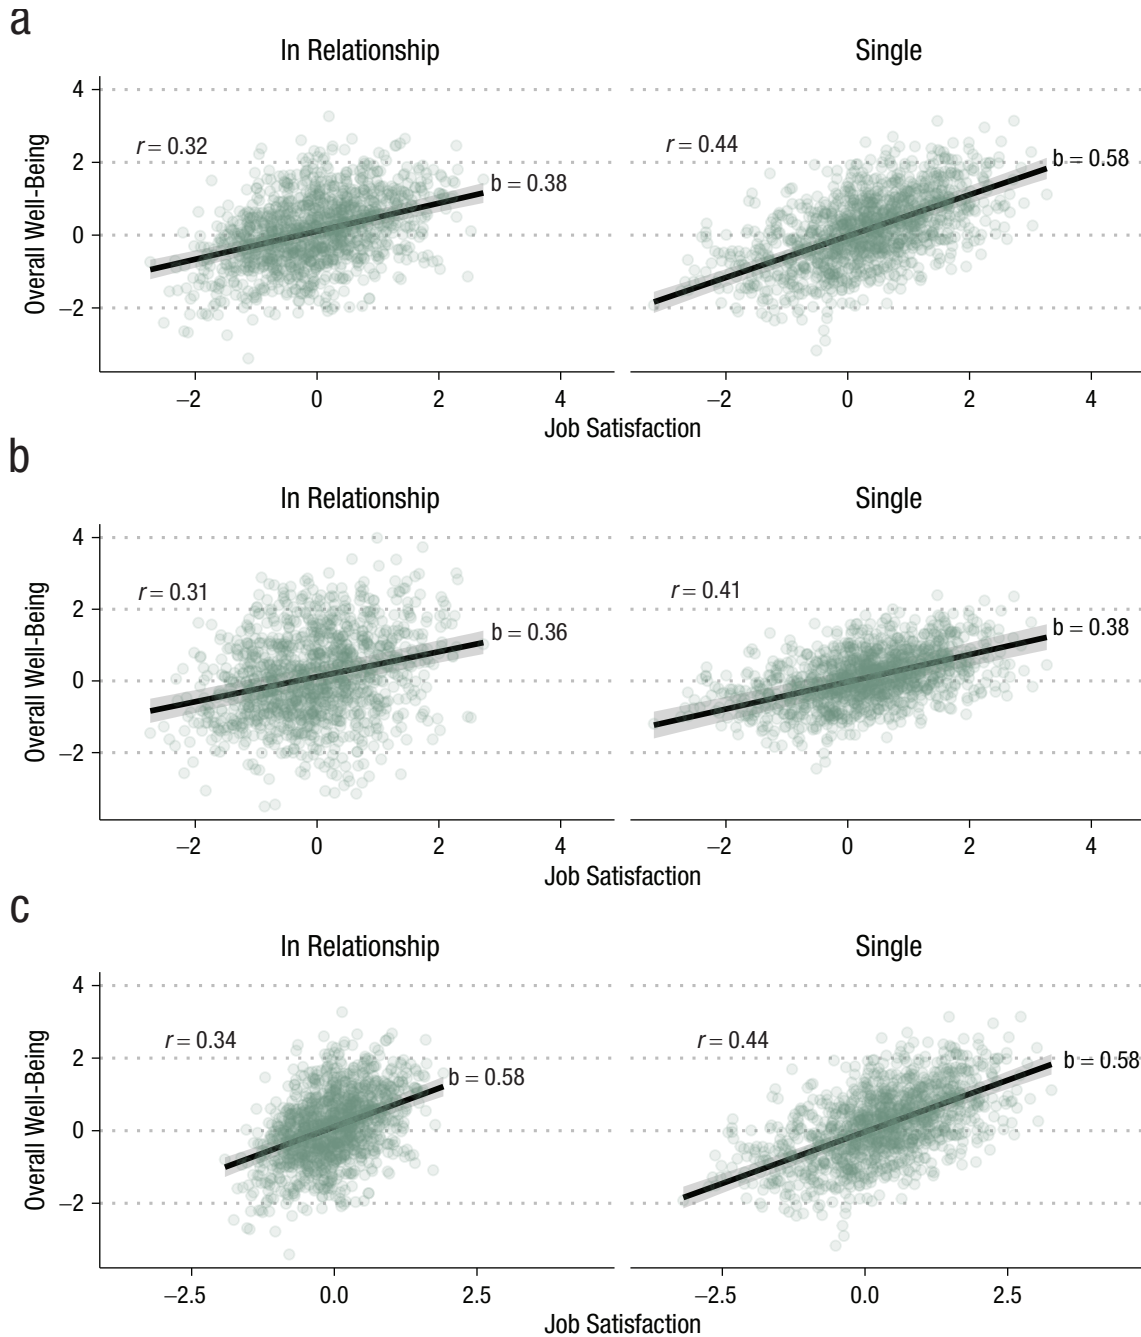 a
In Relationship
Single
Overall Well-Being
4
2
0
−2
r = 0.32
b = 0.38
r = 0.44
b = 0.58
−2 0 2 4
−2 0 2 4
Job Satisfaction
b
In Relationship
Single
Overall Well-Being
4
2
0
−2
r = 0.31
b = 0.36
r = 0.41
b = 0.38
−2 0 2 4
−2 0 2 4
Job Satisfaction
c
In Relationship
Single
Overall Well-Being
4
2
0
−2
r = 0.34
b = 0.58
r = 0.44
b = 0.58
−2.5 0.0 2.5
−2.5 0.0 2.5
Job Satisfaction